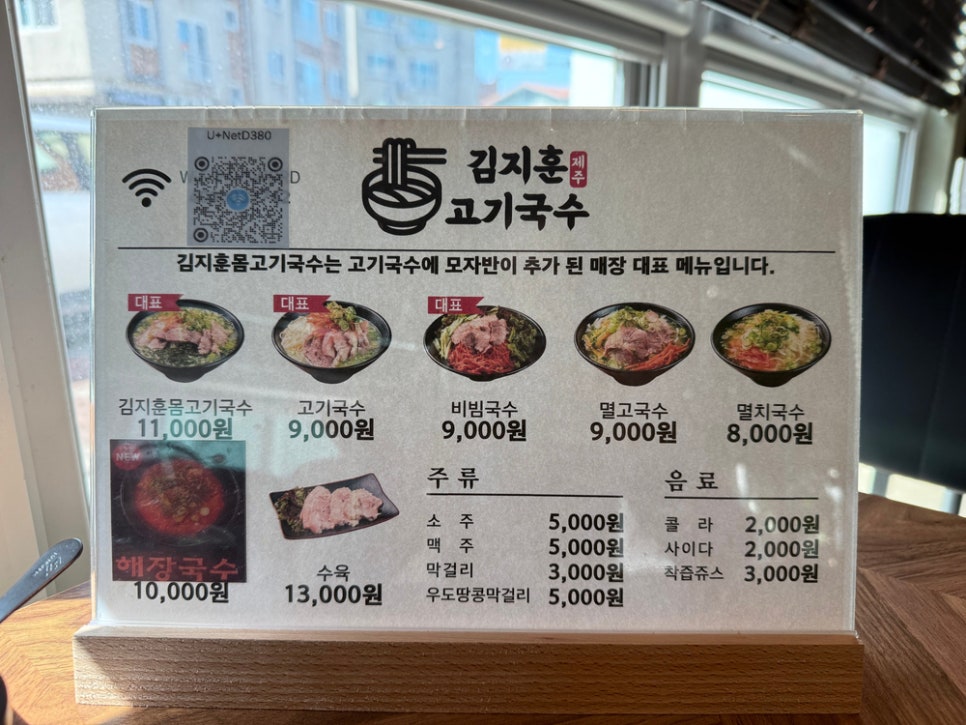 U+NetD380
김지훈 제주
고기국수
김지훈몸고기국수는 고기국수에 모자반이 추가 된 매장 대표 메뉴입니다.
대표
대표
대표
김지훈몸고기국수
11,000원
고기국수
9,000원
비빔국수
9,000원
멸고국수
9,000원
멸치국수
8,000원
NEW
해장국수
10,000원
수육
13,000원
주류
소주 5,000원
맥주 5,000원
막걸리 3,000원
우도땅콩막걸리 5,000원
음료
콜라 2,000원
사이다 2,000원
착즙쥬스 3,000원